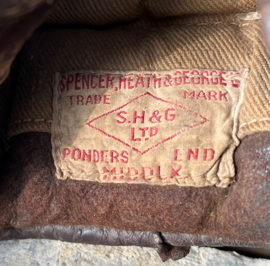 SPENCER, HEATH & GEORGE'S
TRADE MARK
S.H&G
LTD
PONDERS END
MIDDLX